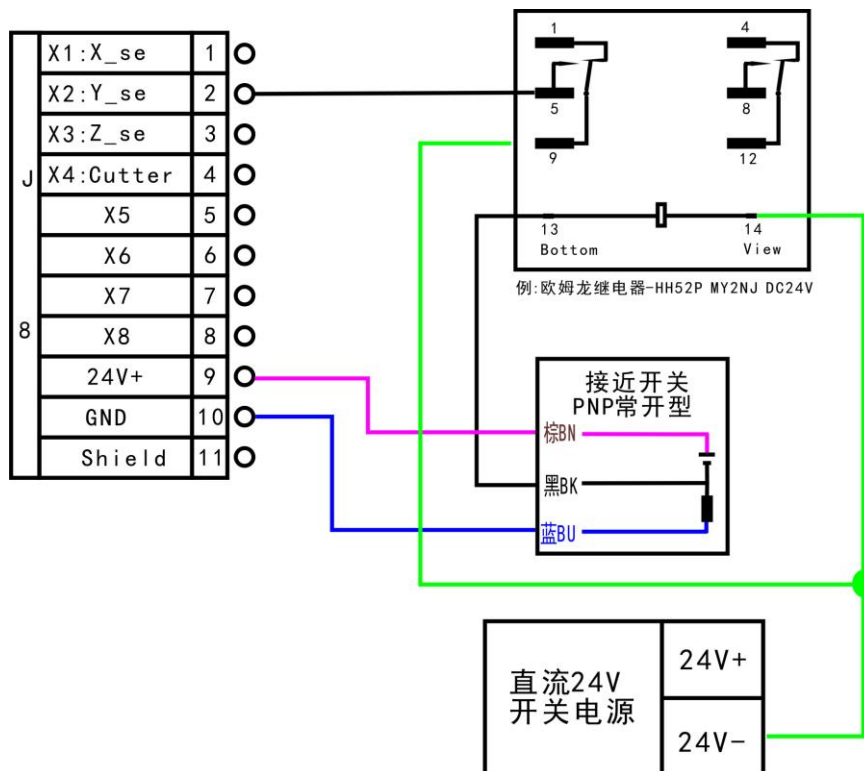 J
8
X1:X_se 1
X2:Y_se 2
X3:Z_se 3
X4:Cutter 4
X5 5
X6 6
X7 7
X8 8
24V+ 9
GND 10
Shield 11
1 4
5 8
9 12
13 14
Bottom View
例:欧姆龙继电器-HH52P MY2NJ DC24V
接近开关
PNP常开型
棕BN
黑BK
蓝BU
直流24V
开关电源
24V+
24V-